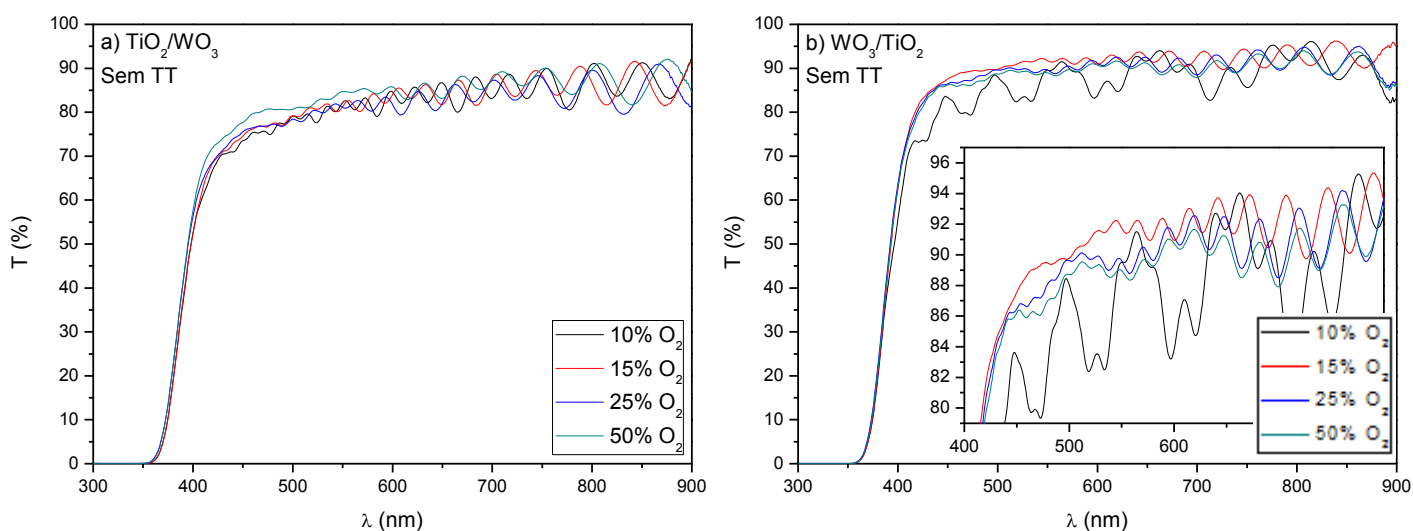 a) TiO₂/WO₃
Sem TT
100
90
80
70
60
50
40
30
20
10
0
T (%)
300 400 500 600 700 800 900
λ (nm)
10% O₂
15% O₂
25% O₂
50% O₂
b) WO₃/TiO₂
Sem TT
100
90
80
70
60
50
40
30
20
10
0
T (%)
300 400 500 600 700 800 900
λ (nm)
96
94
92
90
88
86
84
82
80
400 500 600
10% O₂
15% O₂
25% O₂
50% O₂